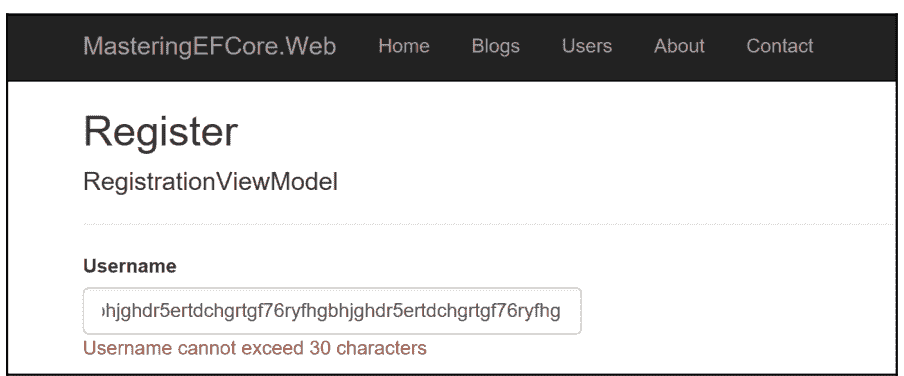 MasteringEFCore.Web Home Blogs Users About Contact
Register
RegistrationViewModel
Username
hjghdr5ertdchgrtgf76ryfhgbhjghdr5ertdchgrtgf76ryfhg
Username cannot exceed 30 characters